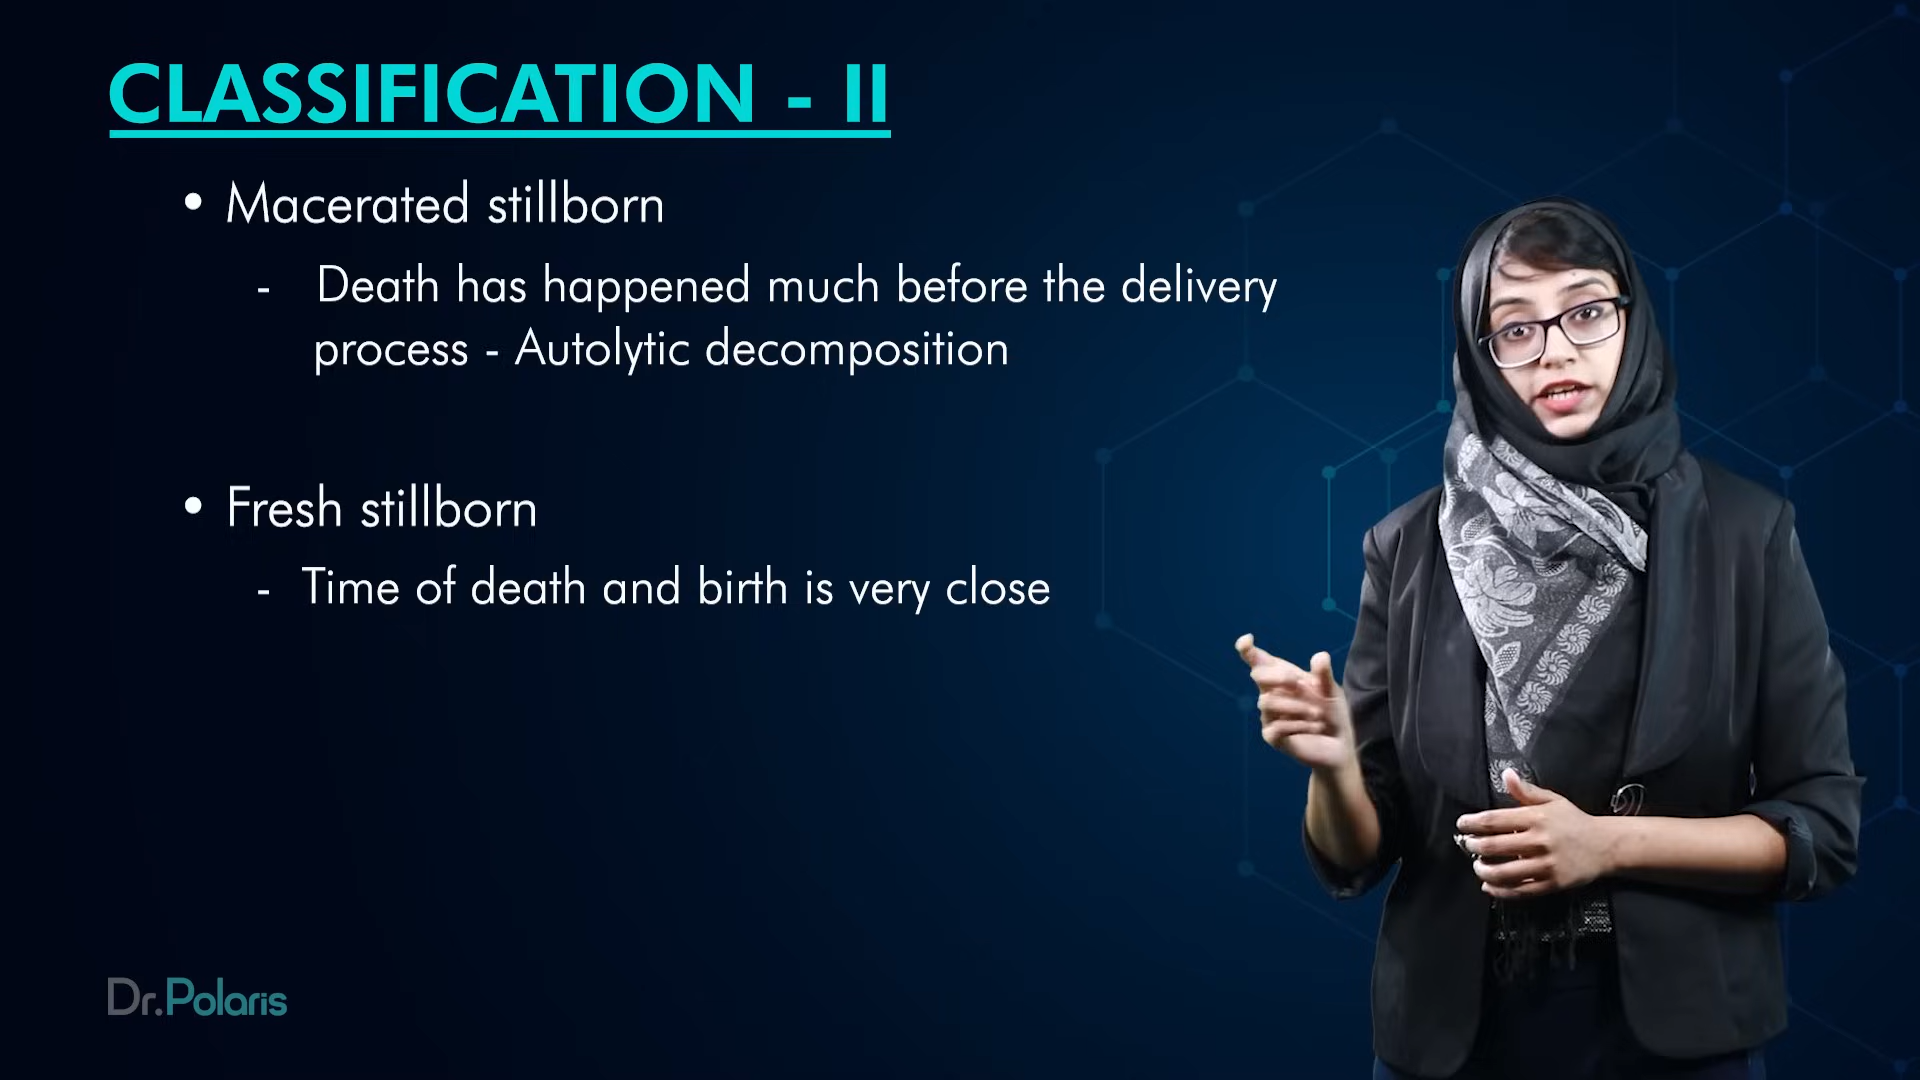 CLASSIFICATION - II
• Macerated stillborn
- Death has happened much before the delivery
process - Autolytic decomposition
• Fresh stillborn
- Time of death and birth is very close
Dr.Polaris